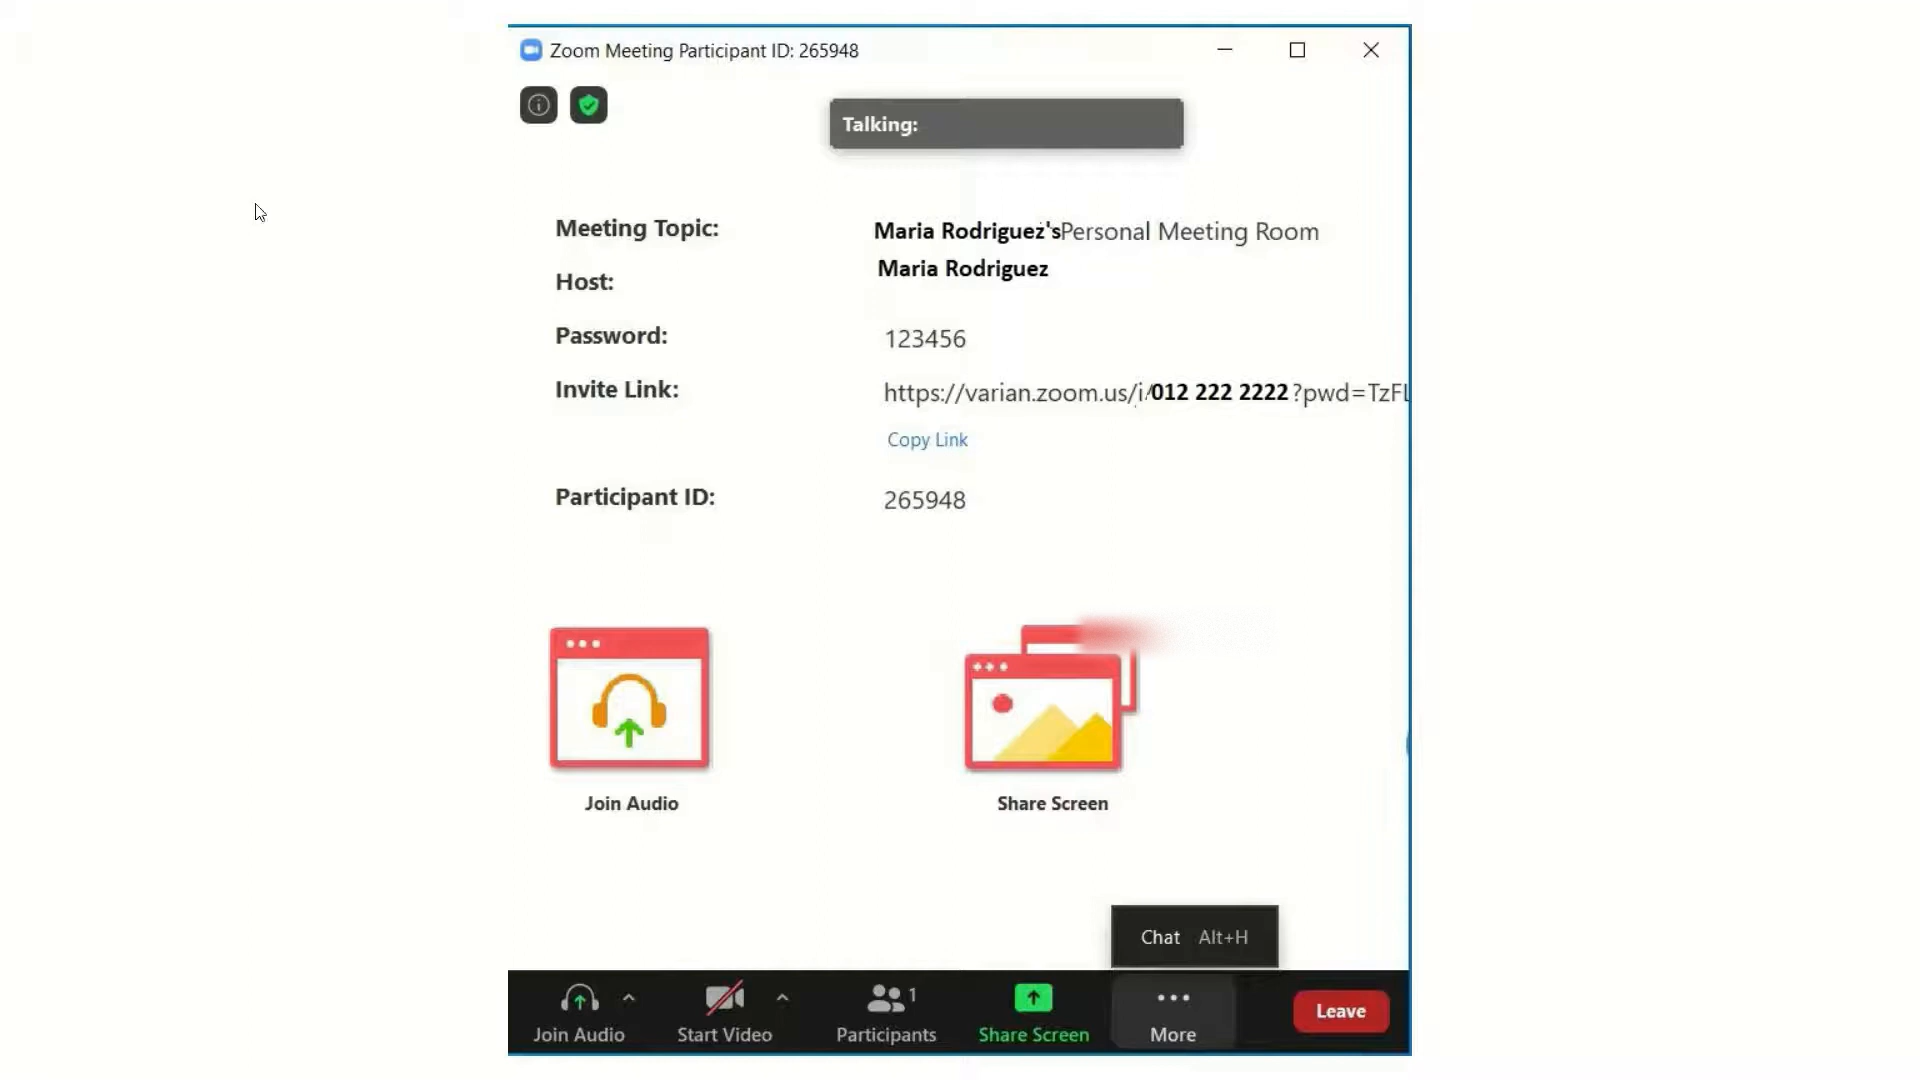 Zoom Meeting Participant ID: 265948
Talking:
Meeting Topic: Maria Rodriguez'sPersonal Meeting Room
Host: Maria Rodriguez
Password: 123456
Invite Link: https://varian.zoom.us/i/012 222 2222?pwd=TzFL
Copy Link
Participant ID: 265948
Join Audio Share Screen
Chat Alt+H
1
Join Audio Start Video Participants Share Screen More Leave